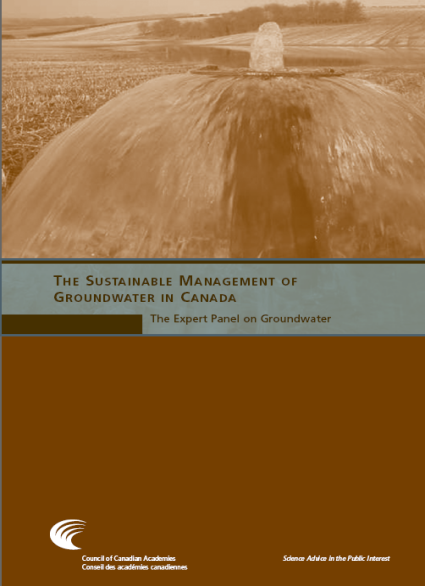 The Sustainable Management of
Groundwater in Canada
The Expert Panel on Groundwater
Council of Canadian Academies
Conseil des académies canadiennes
Science Advice in the Public Interest